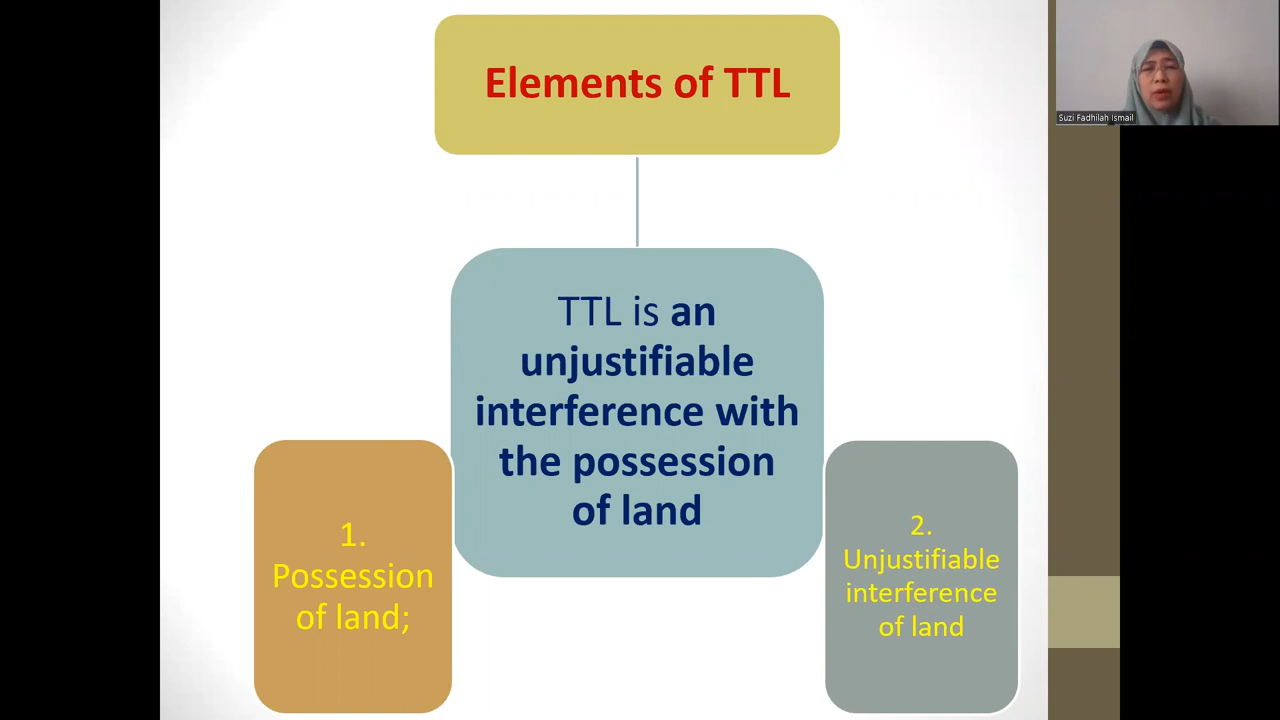 Elements of TTL
Suzi Fadhilah Ismail
TTL is an
unjustifiable
interference with
the possession
of land
1.
Possession
of land;
2.
Unjustifiable
interference
of land